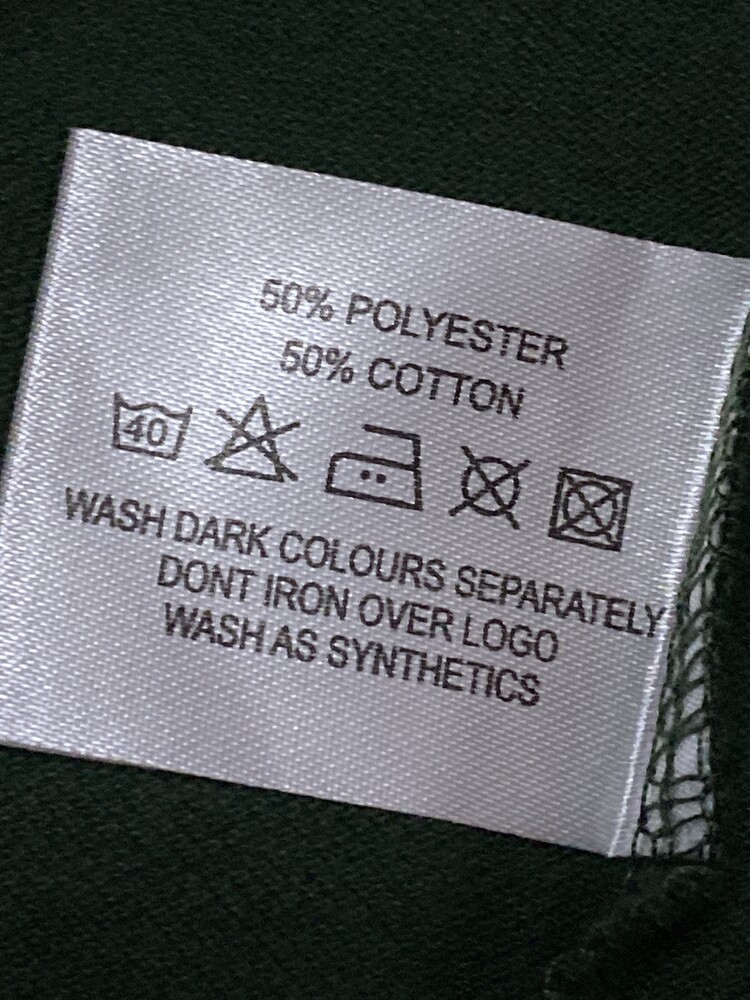 50% POLYESTER
50% COTTON
40
WASH DARK COLOURS SEPARATELY
DONT IRON OVER LOGO
WASH AS SYNTHETICS